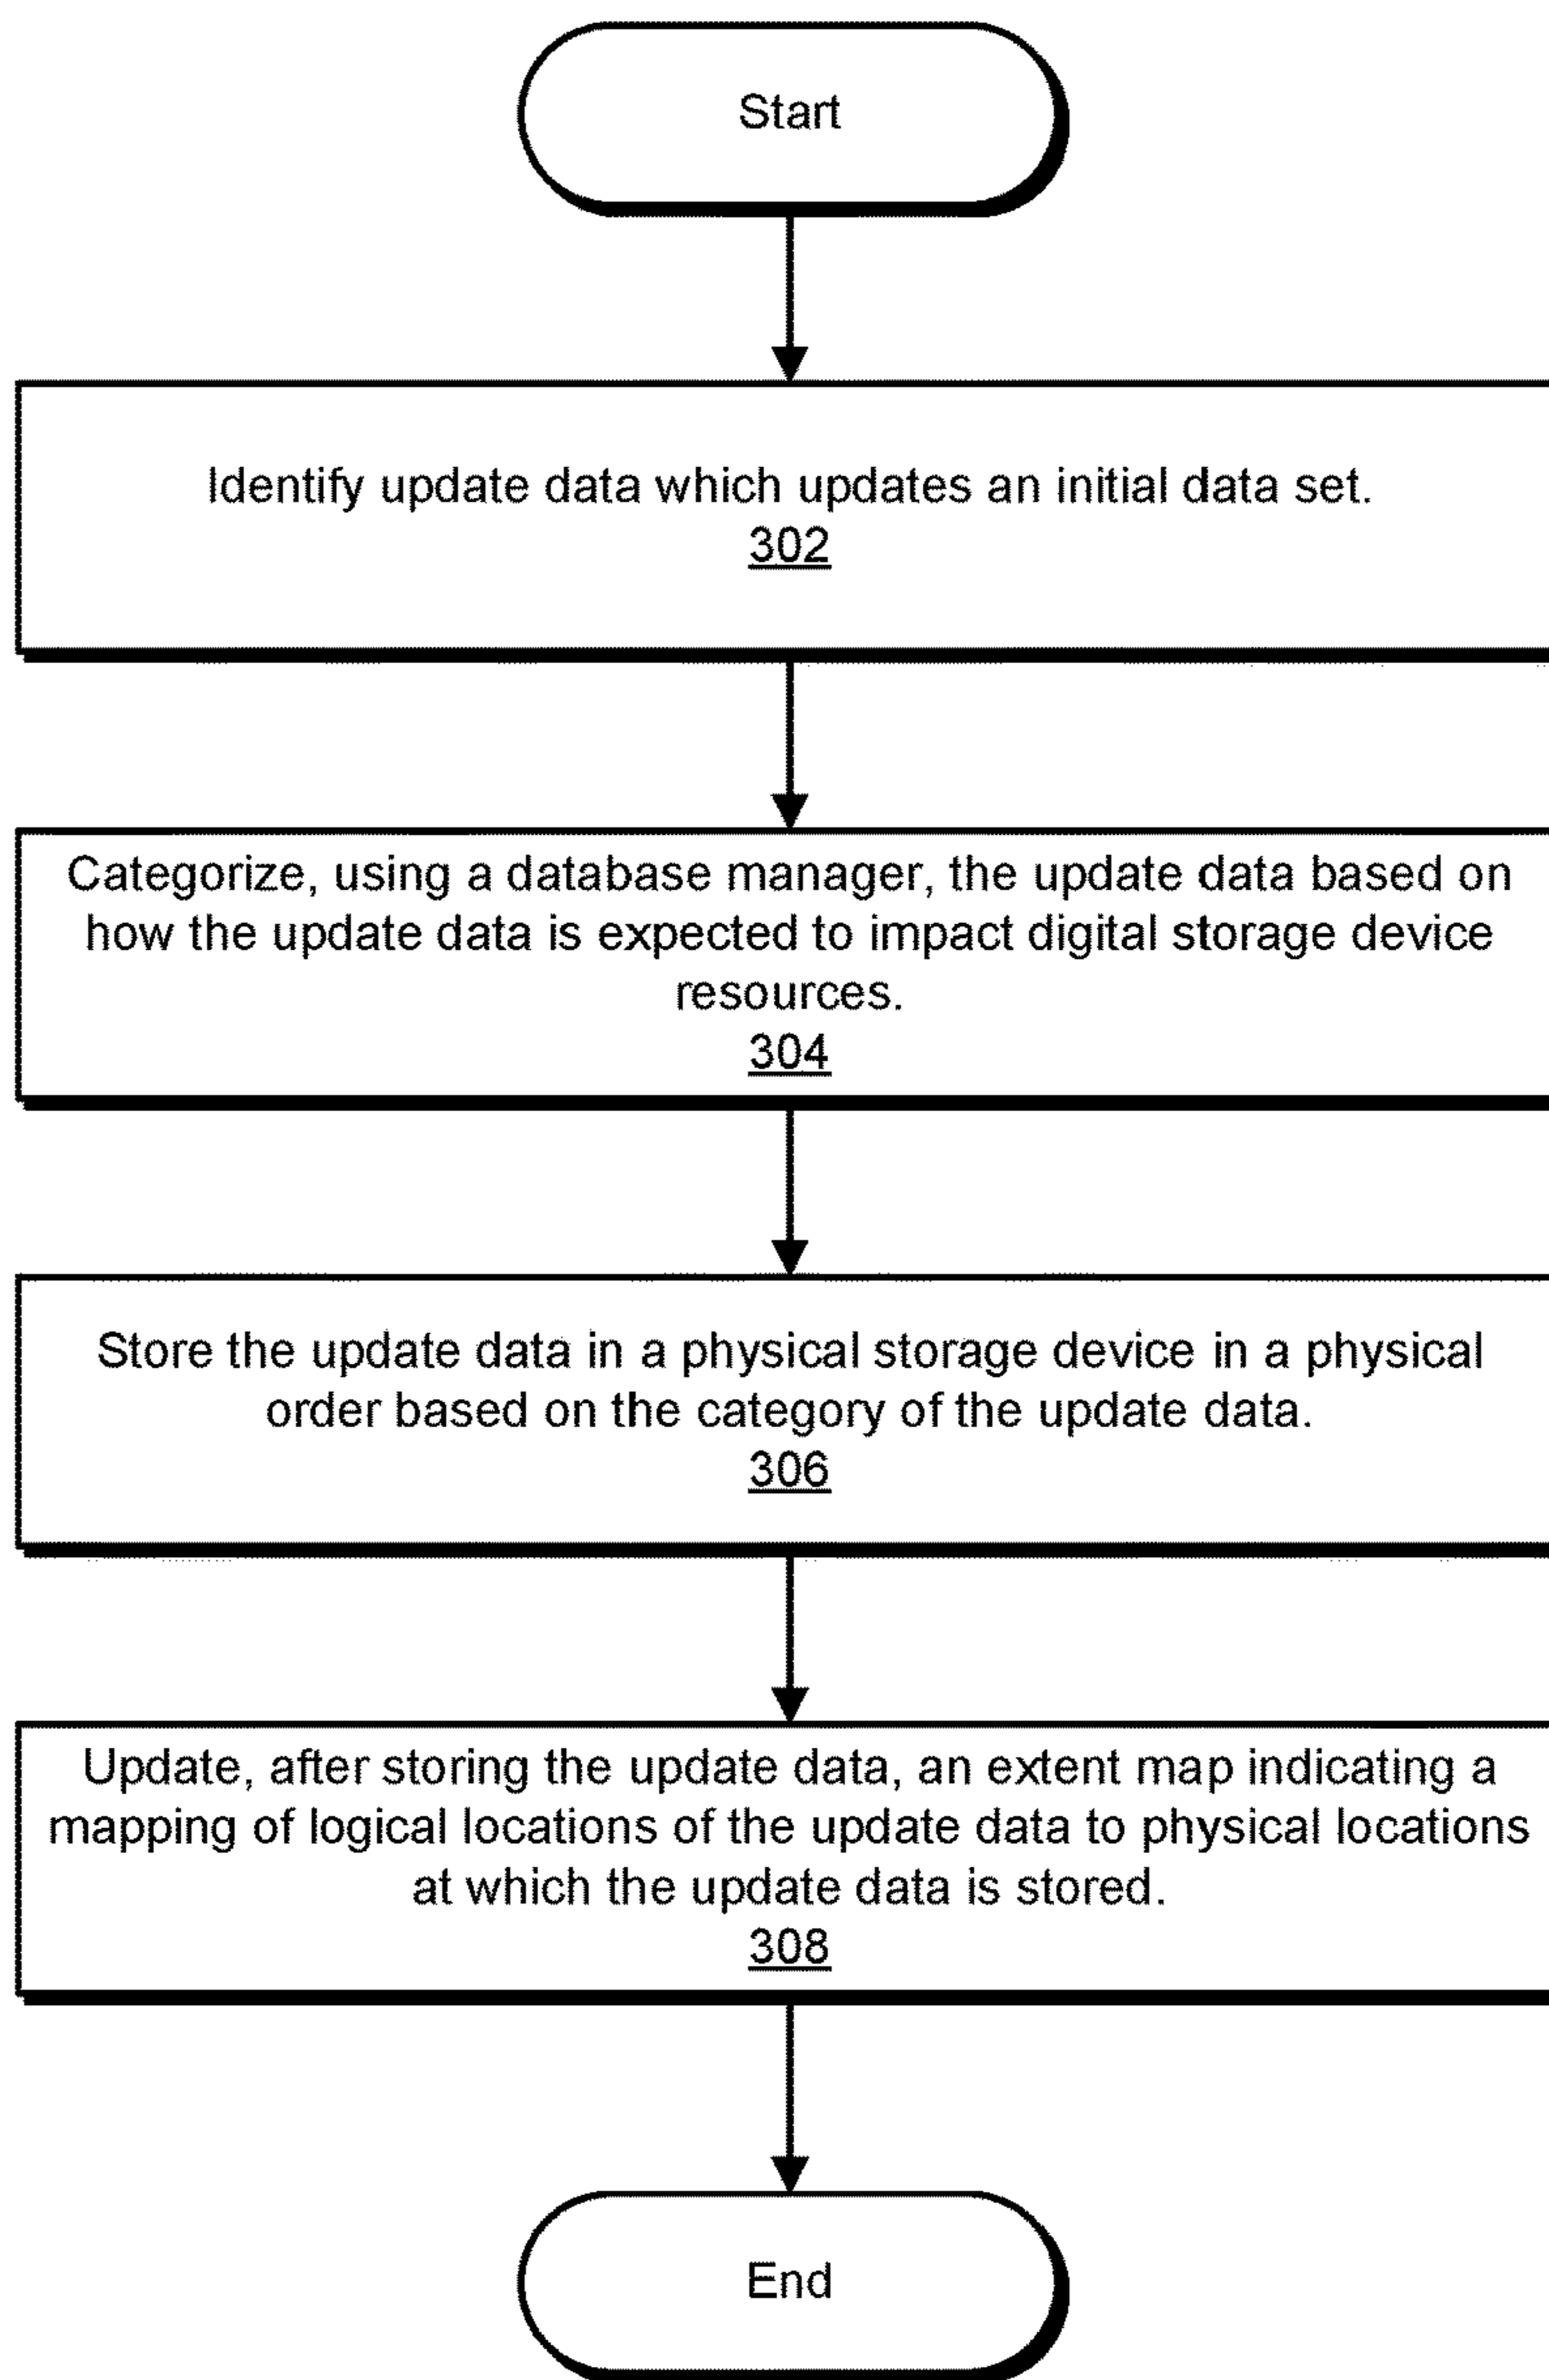 Start
Identify update data which updates an initial data set.
302
Categorize, using a database manager, the update data based on
how the update data is expected to impact digital storage device
resources.
304
Store the update data in a physical storage device in a physical
order based on the category of the update data.
306
Update, after storing the update data, an extent map indicating a
mapping of logical locations of the update data to physical locations
at which the update data is stored.
308
End